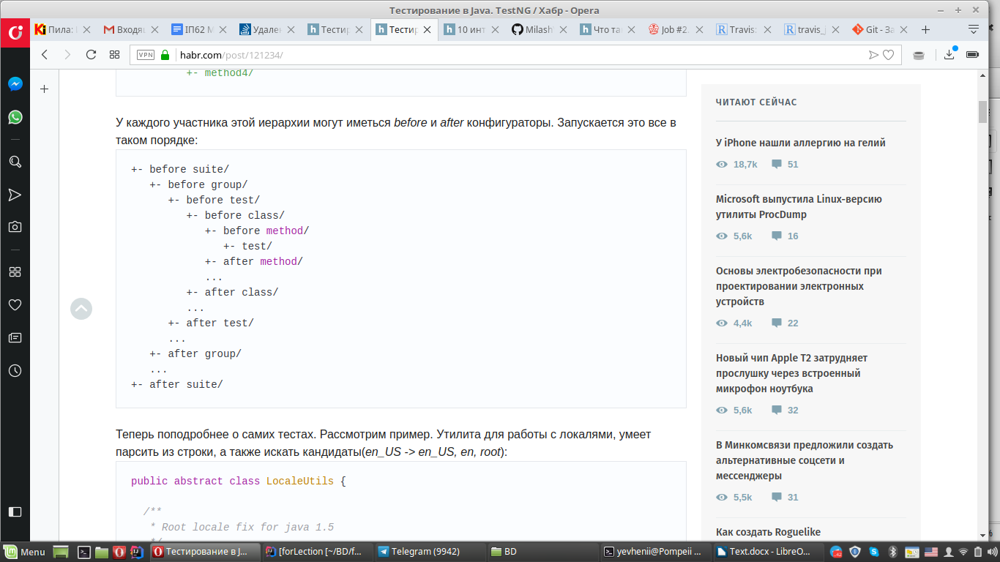 Тестирование в Java. TestNG / Хабр - Opera
Пила:
Входящ
ІП62 М
Удален
Тестир
Тестир
10 инт
Milash
Что та
Job #2.
Travis:
travis_j
Git - За
VPN
habr.com/post/121234/
+- method4/
У каждого участника этой иерархии могут иметься before и after конфигураторы. Запускается это все в
таком порядке:
+- before suite/
+- before group/
+- before test/
+- before class/
+- before method/
+- test/
+- after method/
...
+- after class/
...
+- after test/
...
+- after group/
...
+- after suite/
Теперь поподробнее о самих тестах. Рассмотрим пример. Утилита для работы с локалями, умеет
парсить из строки, а также искать кандидаты(en_US -> en_US, en, root):
public abstract class LocaleUtils {
/**
* Root locale fix for java 1.5
*/
ЧИТАЮТ СЕЙЧАС
У iPhone нашли аллергию на гелий
18,7k 51
Microsoft выпустила Linux-версию
утилиты ProcDump
5,6k 16
Основы электробезопасности при
проектировании электронных
устройств
4,4k 22
Новый чип Apple T2 затрудняет
прослушку через встроенный
микрофон ноутбука
5,6k 32
В Минкомсвязи предложили создать
альтернативные соцсети и
мессенджеры
5,5k 31
Как создать Roguelike
Menu
Тестирование в J...
[forLection [~/BD/f...
Telegram (9942)
BD
yevhenii@Pompeii ...
Text.docx - LibreO...